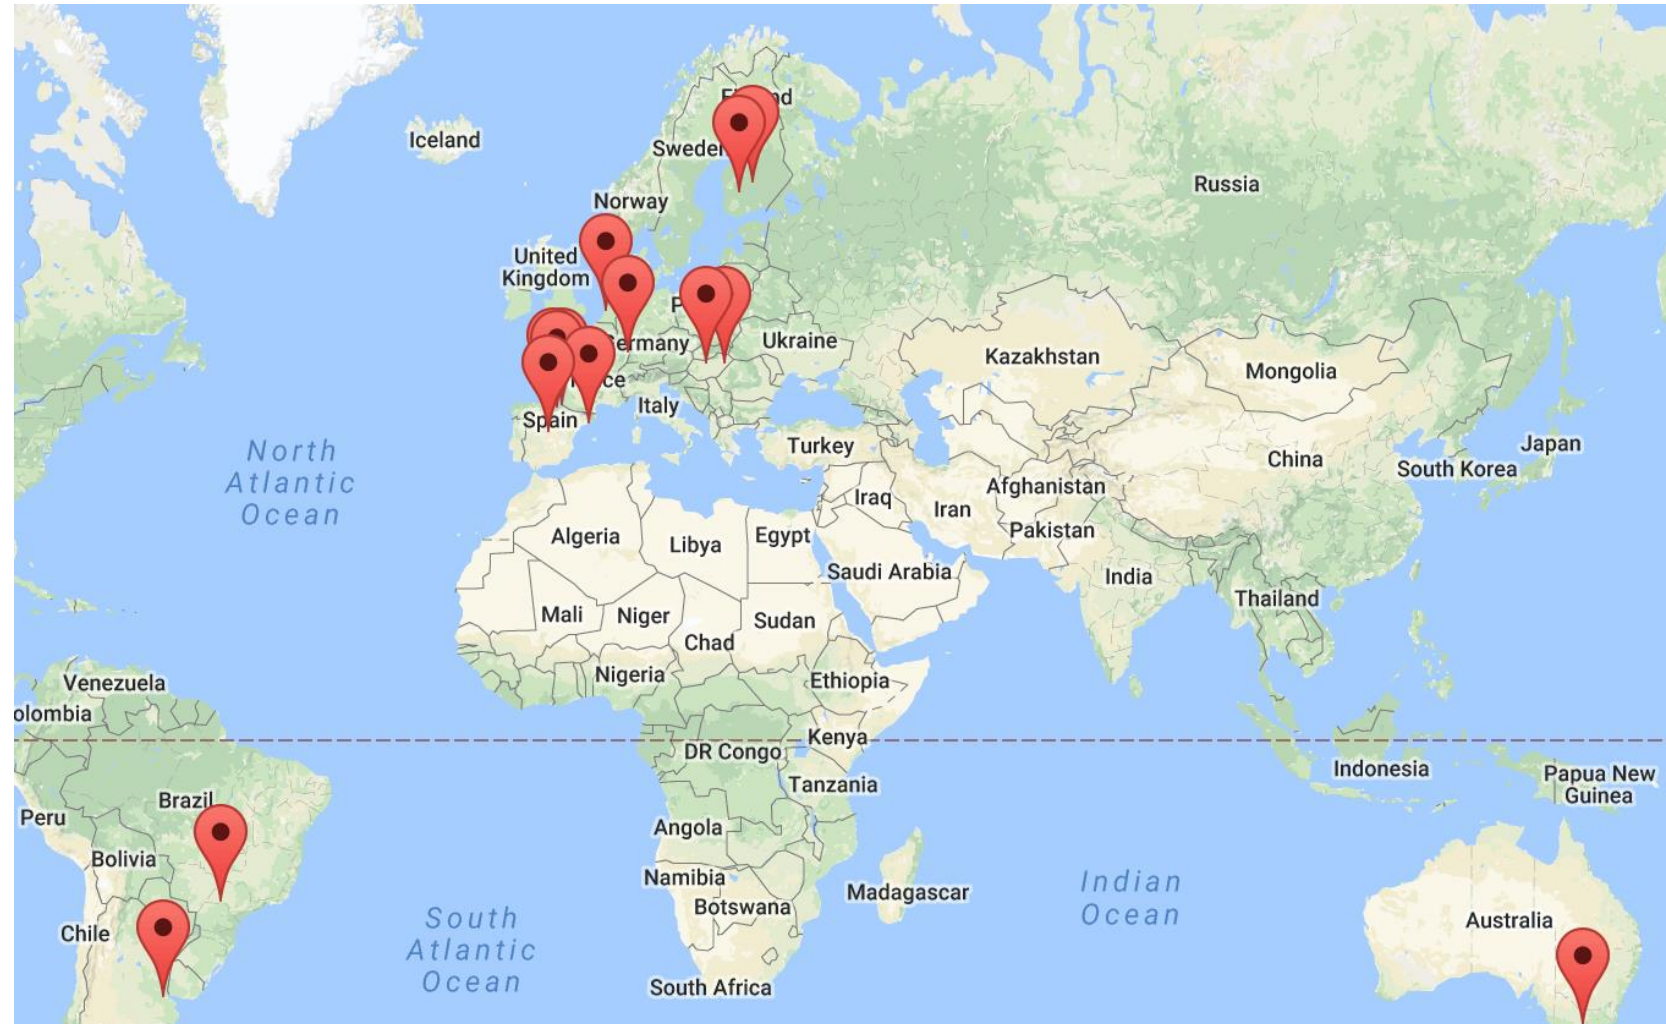 Iceland
Sweden
Norway
Russia
United
Kingdom
P
Germany
Ukraine
Kazakhstan
Mongolia
Italy
Spain
Turkey
Japan
China
South Korea
North
Atlantic
Ocean
Afghanistan
Iraq
Iran
Pakistan
Algeria
Libya
Egypt
Saudi Arabia
India
Thailand
Mali
Niger
Chad
Sudan
Nigeria
Ethiopia
Venezuela
olombia
Kenya
DR Congo
Indonesia
Papua New
Guinea
Tanzania
Brazil
Peru
Angola
Bolivia
Namibia
Botswana
Madagascar
Indian
Ocean
Chile
South
Atlantic
Ocean
Australia
South Africa